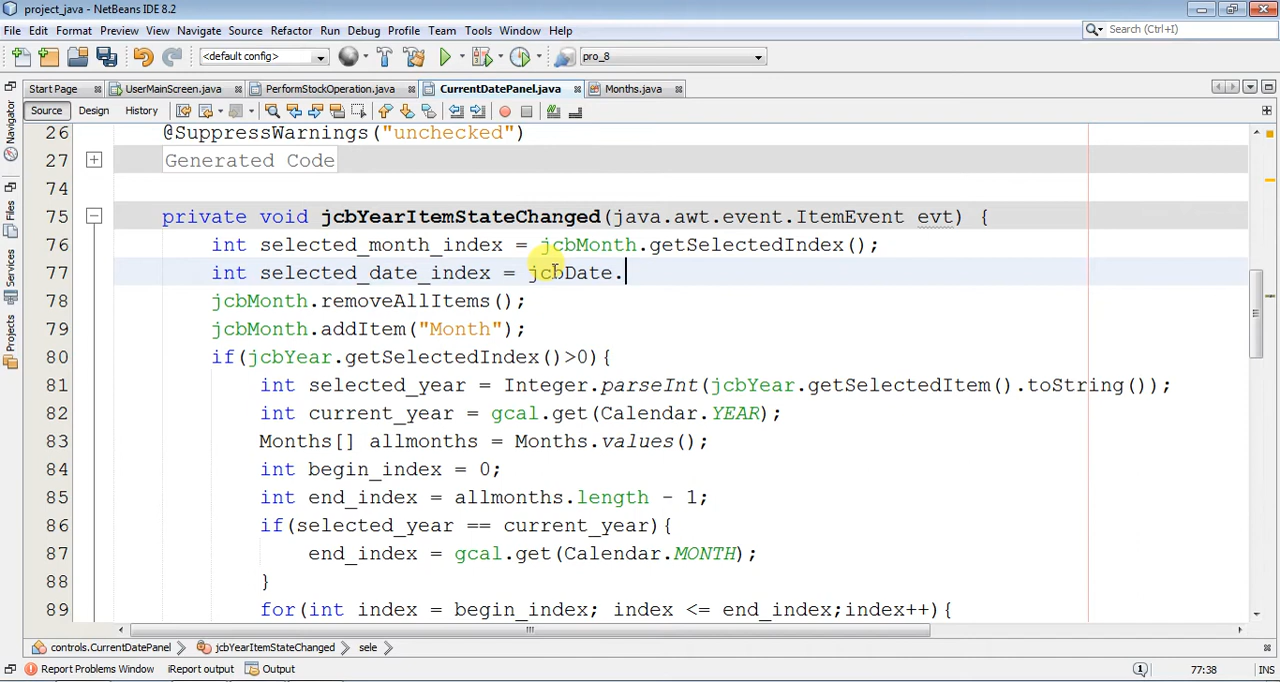 project_java - NetBeans IDE 8.2
File Edit Format Preview View Navigate Source Refactor Run Debug Profile Team Tools Window Help
Search (Ctrl+I)
<default config>
pro_8
Start Page
UserMainScreen.java
PerformStockOperation.java
CurrentDatePanel.java
Months.java
Source Design History
Navigator
Files
Services
Projects
26 @SuppressWarnings("unchecked")
27 Generated Code
74
75 private void jcbYearItemStateChanged(java.awt.event.ItemEvent evt) {
76 int selected_month_index = jcbMonth.getSelectedIndex();
77 int selected_date_index = jcbDate.
78 jcbMonth.removeAllItems();
79 jcbMonth.addItem("Month");
80 if(jcbYear.getSelectedIndex()>0){
81 int selected_year = Integer.parseInt(jcbYear.getSelectedItem().toString());
82 int current_year = gcal.get(Calendar.YEAR);
83 Months[] allmonths = Months.values();
84 int begin_index = 0;
85 int end_index = allmonths.length - 1;
86 if(selected_year == current_year){
87 end_index = gcal.get(Calendar.MONTH);
88 }
89 for(int index = begin_index; index <= end_index;index++){
controls.CurrentDatePanel
jcbYearItemStateChanged
sele
Report Problems Window
iReport output
Output
1
77:38
INS